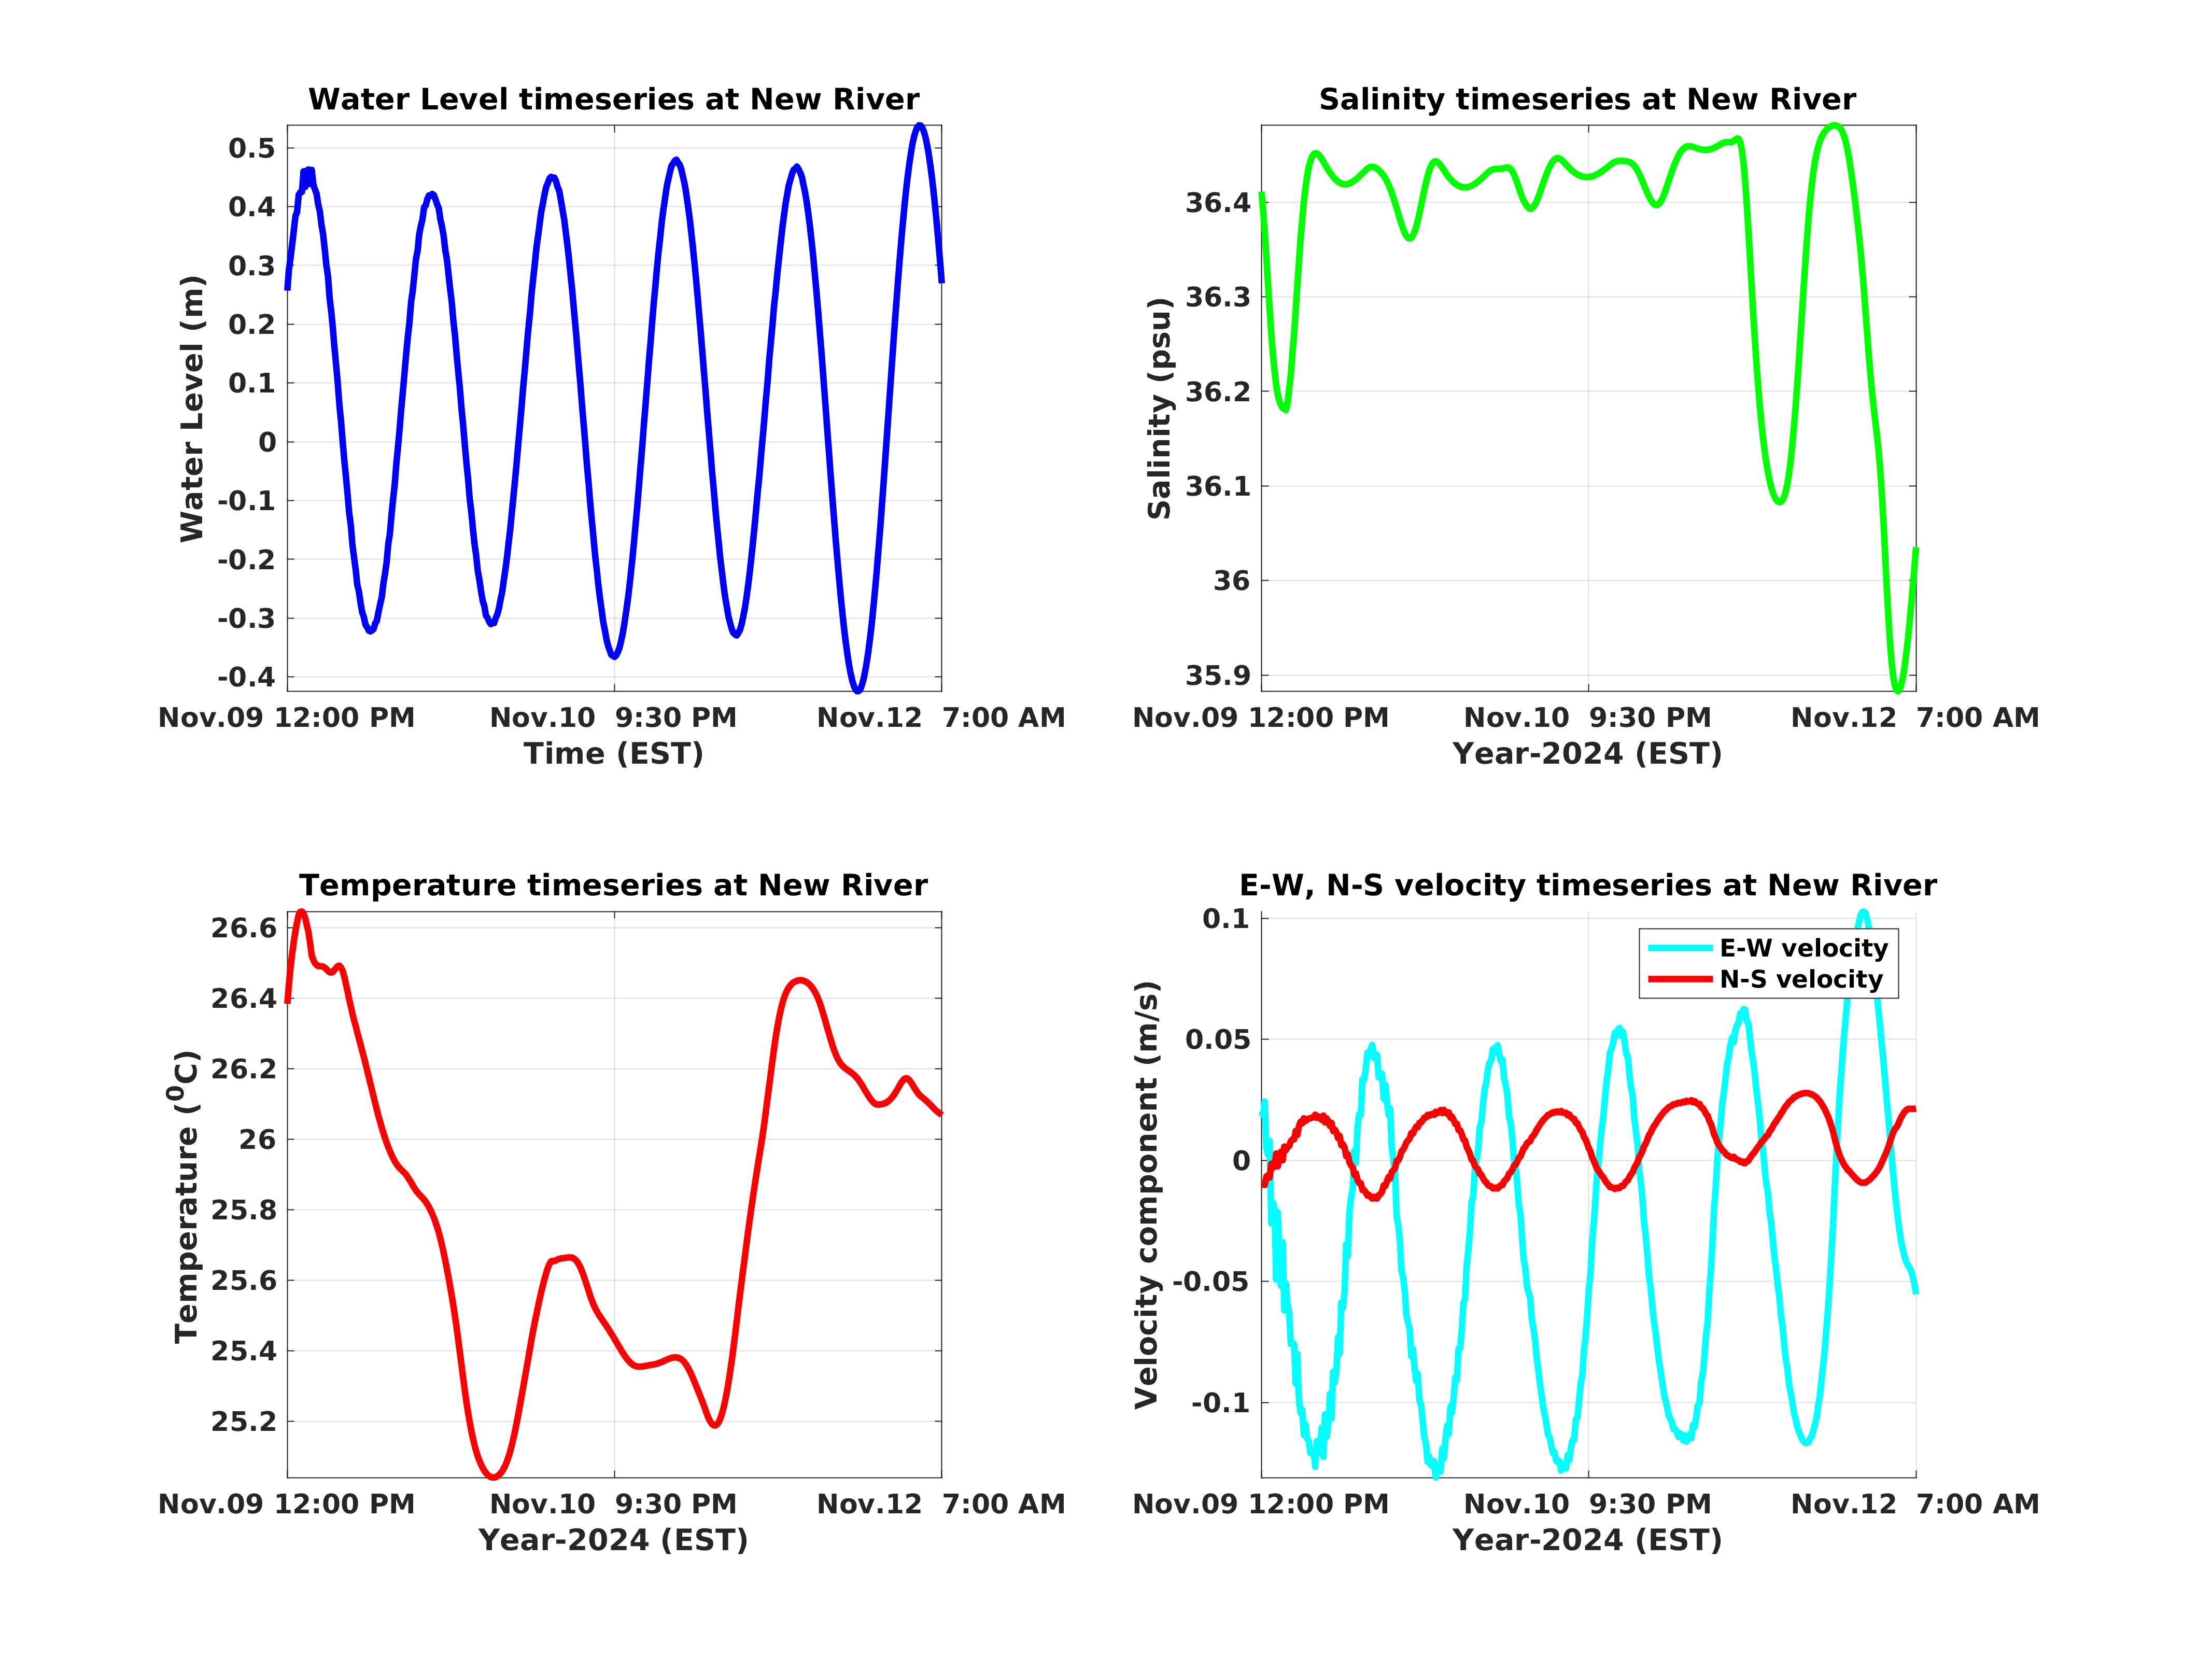 Water Level timeseries at New River
Water Level (m)
0.5
0.4
0.3
0.2
0.1
0
-0.1
-0.2
-0.3
-0.4
Nov.09 12:00 PM Nov.10 9:30 PM Nov.12 7:00 AM
Time (EST)
Salinity timeseries at New River
Salinity (psu)
36.4
36.3
36.2
36.1
36
35.9
Nov.09 12:00 PM Nov.10 9:30 PM Nov.12 7:00 AM
Year-2024 (EST)
Temperature timeseries at New River
Temperature (⁰C)
26.6
26.4
26.2
26
25.8
25.6
25.4
25.2
Nov.09 12:00 PM Nov.10 9:30 PM Nov.12 7:00 AM
Year-2024 (EST)
E-W, N-S velocity timeseries at New River
Velocity component (m/s)
0.1
0.05
0
-0.05
-0.1
E-W velocity
N-S velocity
Nov.09 12:00 PM Nov.10 9:30 PM Nov.12 7:00 AM
Year-2024 (EST)